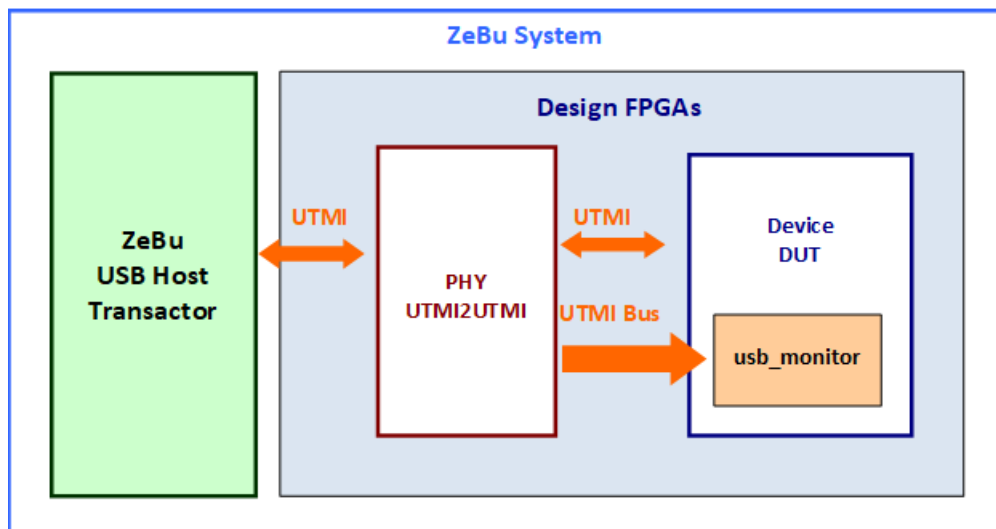 ZeBu System
Design FPGAs
ZeBu
USB Host
Transactor
UTMI
PHY
UTMI2UTMI
UTMI
UTMI Bus
Device
DUT
usb_monitor